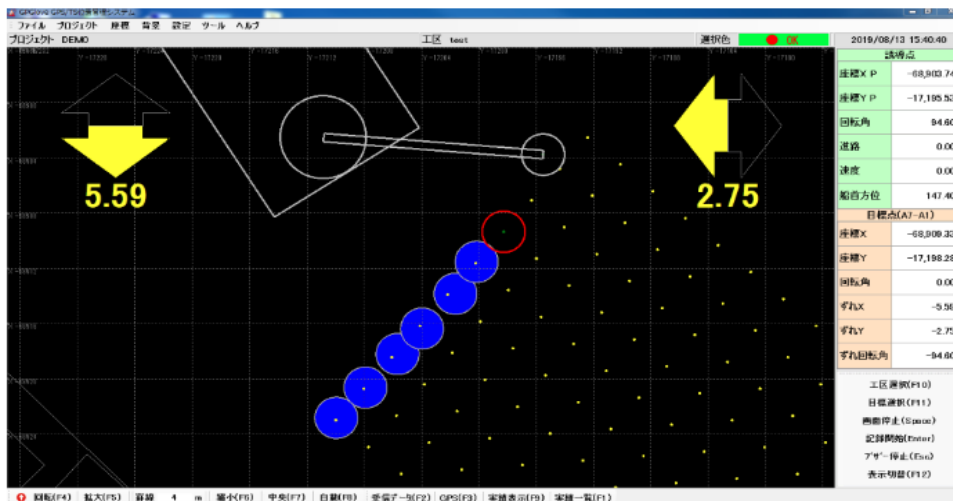 ファイル プロジェクト 座標 背景 設定 ツール ヘルプ
プロジェクト DEMO 工区 test 選択色 OK 2019/08/13 15:40:40
誘導点
座標X P -68,903.74
座標Y P -17,195.53
回転角 94.60
進路 0.00
速度 0.00
船首方位 147.40
目標点(A7-A1)
座標X -68,909.33
座標Y -17,198.28
回転角 0.00
ずれX -5.59
ずれY -2.75
ずれ回転角 -94.60
5.59
2.75
工区選択(F10)
目標選択(F11)
画面停止(Space)
記録開始(Enter)
ブザー停止(Esc)
表示切替(F12)
回転(F4) 拡大(F5) 罫線 4 m 縮小(F6) 中央(F7) 自動(F8) 受信データ(F2) GPS(F3) 実績表示(F9) 実績一覧(F1)